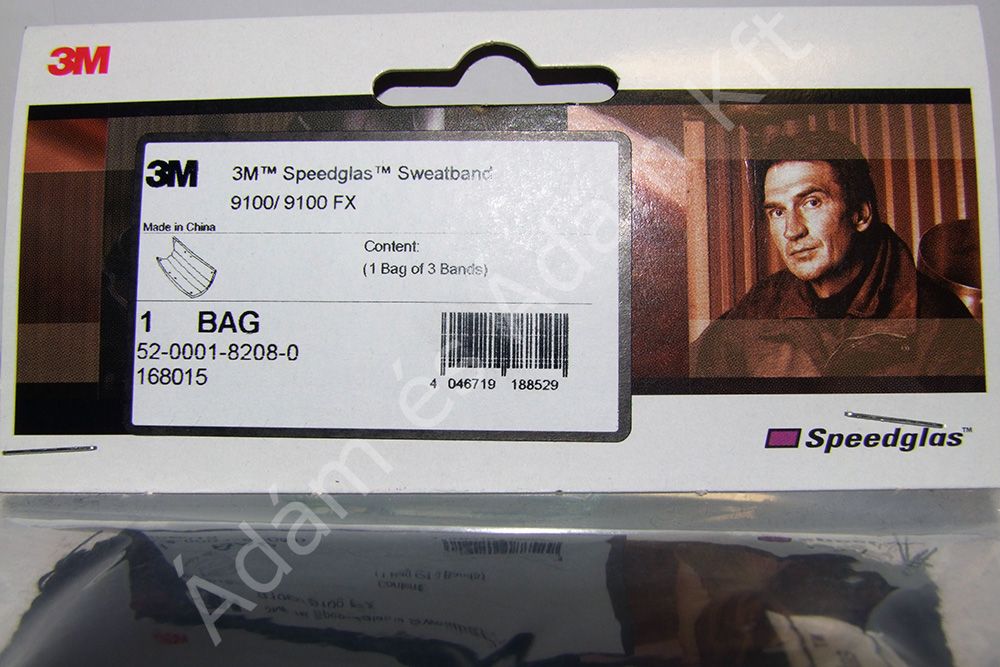 3M
3M
3M™ Speedglas™ Sweatband
9100/ 9100 FX
Made in China
Content:
(1 Bag of 3 Bands)
1 BAG
52-0001-8208-0
168015
4 046719 188529
Speedglas™
Ádám és Ádám Kft